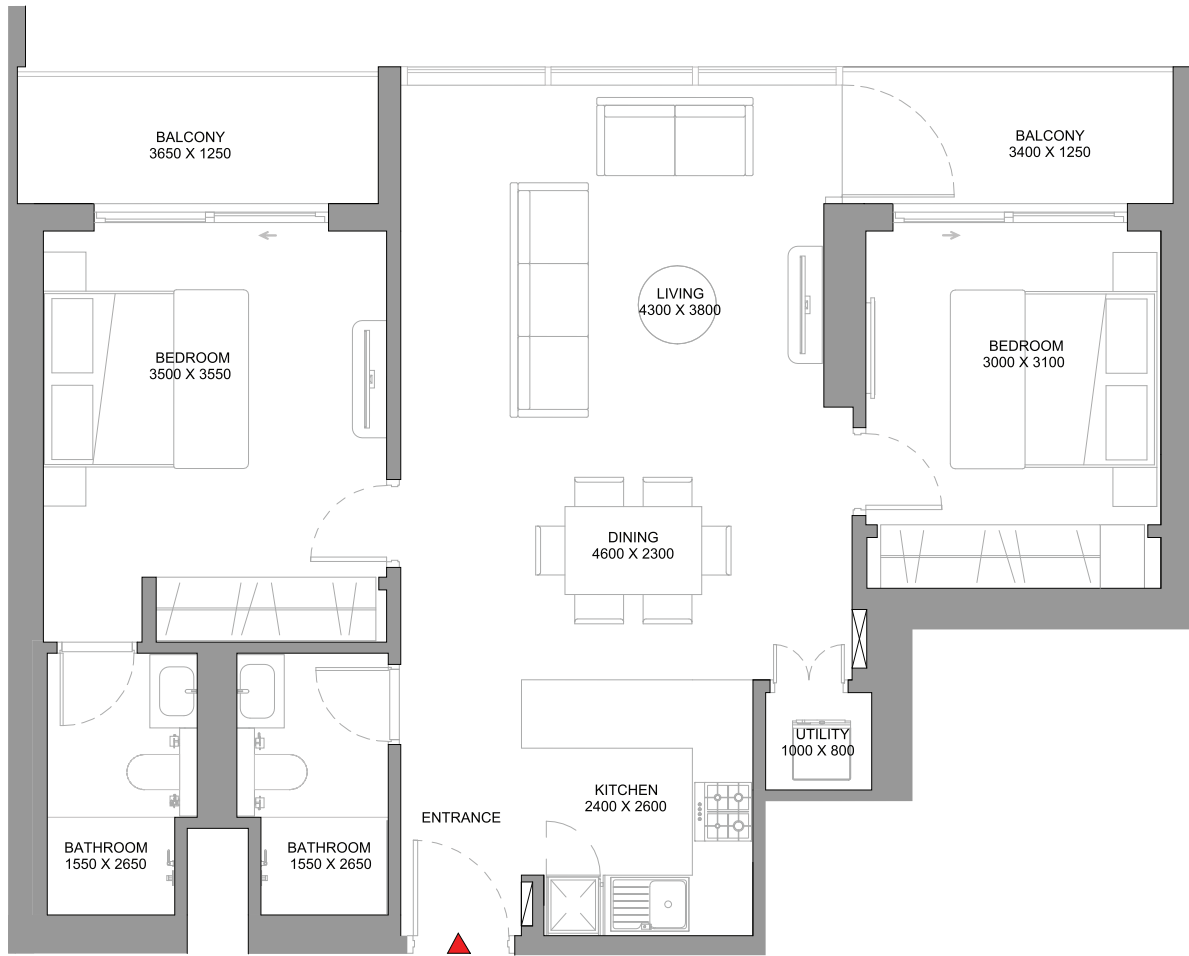 BALCONY
3650 X 1250
BALCONY
3400 X 1250
LIVING
4300 X 3800
BEDROOM
3500 X 3550
BEDROOM
3000 X 3100
DINING
4600 X 2300
UTILITY
1000 X 800
KITCHEN
2400 X 2600
ENTRANCE
BATHROOM
1550 X 2650
BATHROOM
1550 X 2650